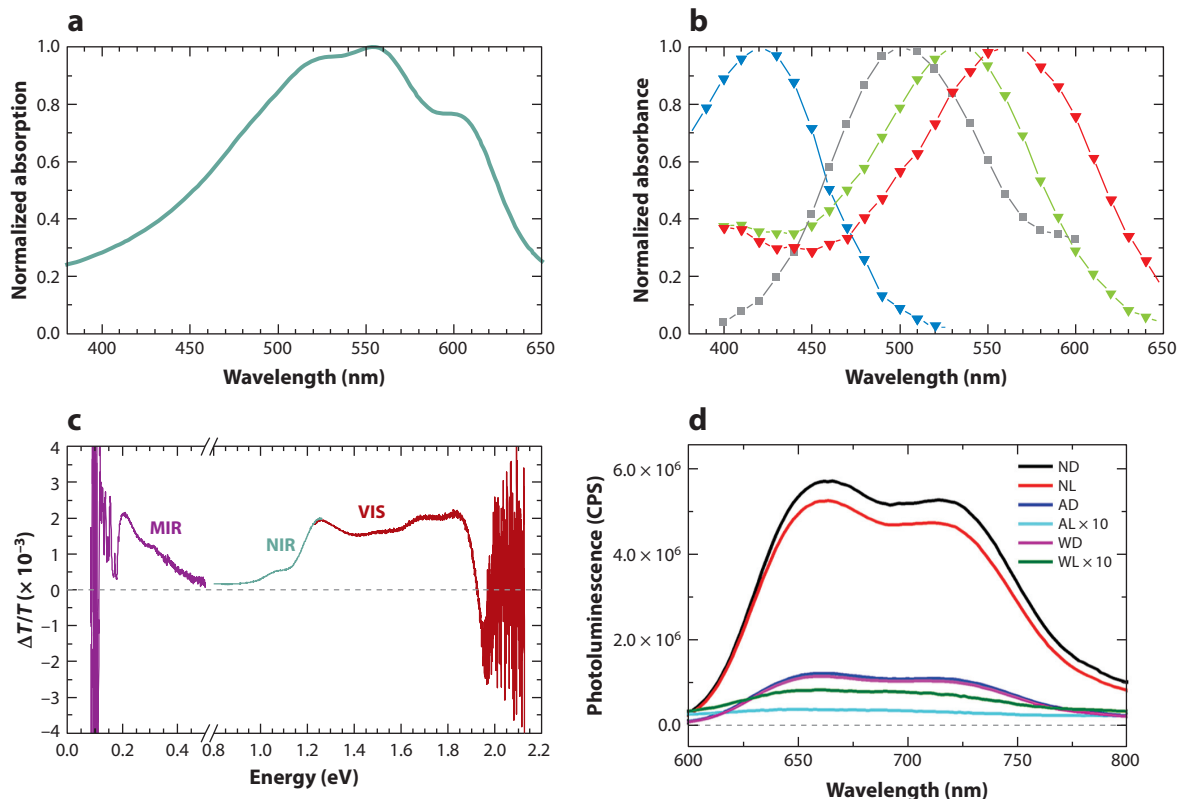 a
1.0
0.8
0.6
0.4
0.2
0.0
Normalized absorption
400 450 500 550 600 650
Wavelength (nm)
b
1.0
0.8
0.6
0.4
0.2
0.0
Normalized absorbance
400 450 500 550 600 650
Wavelength (nm)
c
4
3
2
1
0
−1
−2
−3
−4
ΔT/T (× 10⁻³)
MIR
NIR
VIS
0.0 0.2 0.4 0.8 1.0 1.2 1.4 1.6 1.8 2.0 2.2
Energy (eV)
d
6.0 × 10⁶
4.0 × 10⁶
2.0 × 10⁶
0.0
Photoluminescence (CPS)
ND
NL
AD
AL × 10
WD
WL × 10
600 650 700 750 800
Wavelength (nm)